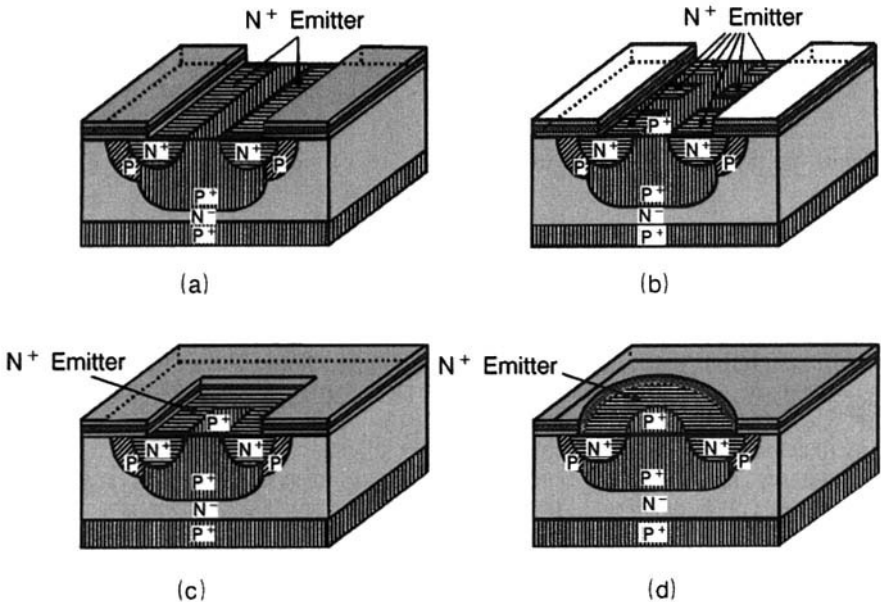 N⁺ Emitter
N⁺ Emitter
P N⁺ N⁺ P
P⁺
N⁻
P⁺
(a)
P⁺
P N⁺ N⁺ P
P⁺
N⁻
P⁺
(b)
N⁺ Emitter
P⁺
P N⁺ N⁺ P
P⁺
N⁻
P⁺
(c)
N⁺ Emitter
P⁺
P N⁺ N⁺ P
P⁺
N⁻
P⁺
(d)